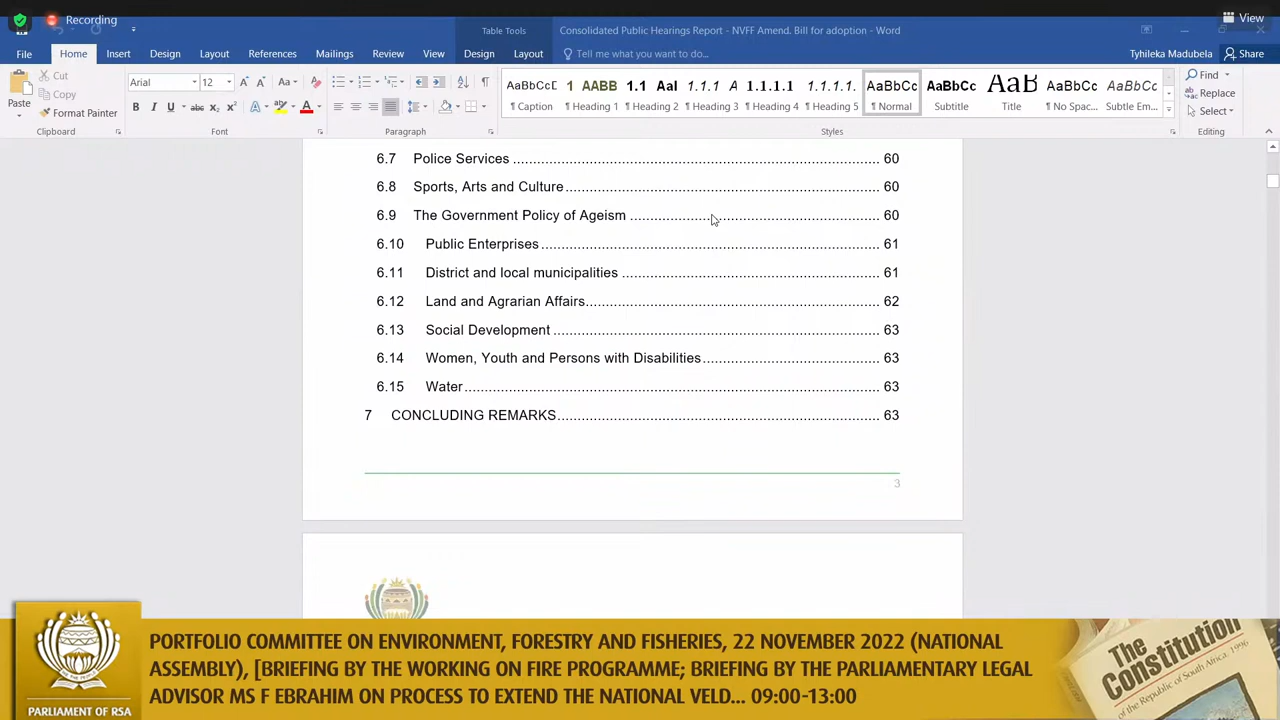 Recording
View
Table Tools
Consolidated Public Hearings Report - NVFF Amend. Bill for adoption - Word
File Home Insert Design Layout References Mailings Review View Design Layout Tell me what you want to do... Tyhileka Madubela Share
Paste
Cut
Copy
Format Painter
Clipboard
Arial 12
Font
Paragraph
AaBbCcD 1 AABB 1.1 AaI 1.1.1 A 1.1.1.1 1.1.1.1. AaBbCc AaBbCc AaB AaBbCc AaBbCc
¶ Caption ¶ Heading 1 ¶ Heading 2 ¶ Heading 3 ¶ Heading 4 ¶ Heading 5 ¶ Normal Subtitle Title ¶ No Spac... Subtle Em...
Styles
Find
Replace
Select
Editing
6.7 Police Services 60
6.8 Sports, Arts and Culture 60
6.9 The Government Policy of Ageism 60
6.10 Public Enterprises 61
6.11 District and local municipalities 61
6.12 Land and Agrarian Affairs 62
6.13 Social Development 63
6.14 Women, Youth and Persons with Disabilities 63
6.15 Water 63
7 CONCLUDING REMARKS 63
3
PARLIAMENT OF RSA
PORTFOLIO COMMITTEE ON ENVIRONMENT, FORESTRY AND FISHERIES, 22 NOVEMBER 2022 (NATIONAL
ASSEMBLY), [BRIEFING BY THE WORKING ON FIRE PROGRAMME; BRIEFING BY THE PARLIAMENTARY LEGAL
ADVISOR MS F EBRAHIM ON PROCESS TO EXTEND THE NATIONAL VELD... 09:00-13:00
The
Constitution
of the Republic of South Africa, 1996